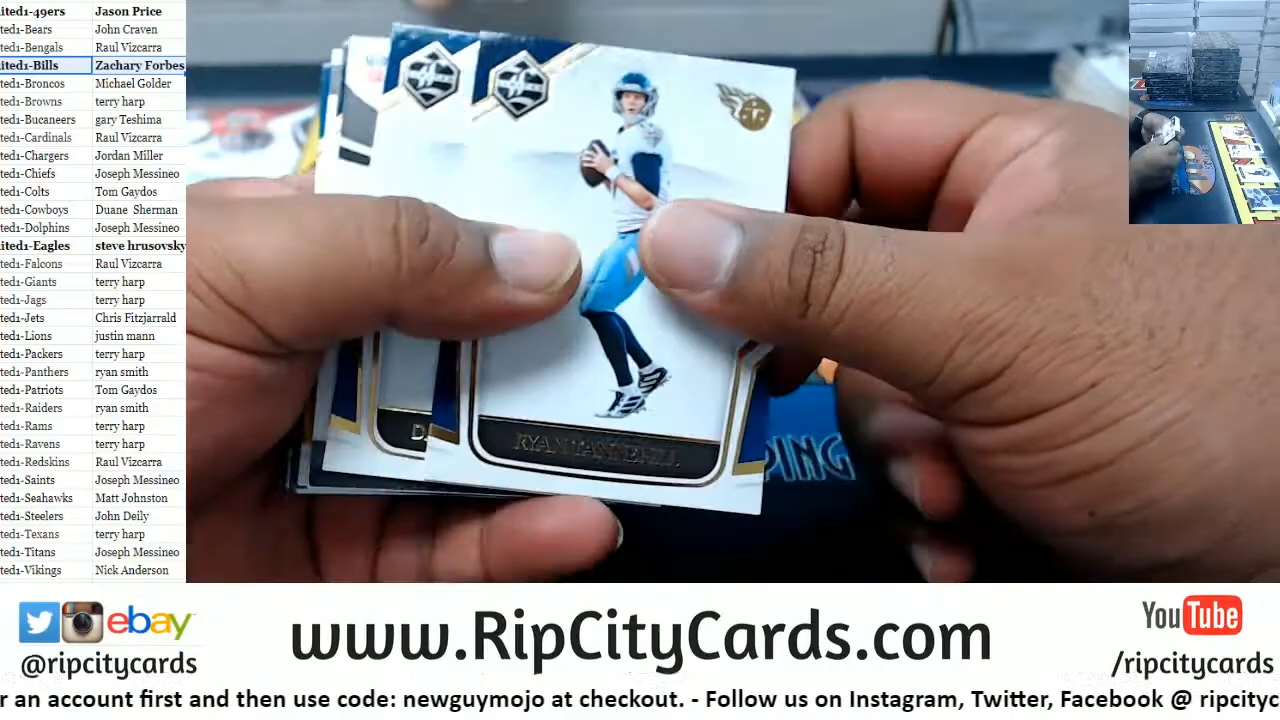 ited1-49ers Jason Price
ted1-Bears John Craven
ted1-Bengals Raul Vizcarra
ited1-Bills Zachary Forbes
ted1-Broncos Michael Golder
ted1-Browns terry harp
ted1-Bucaneers gary Teshima
ted1-Cardinals Raul Vizcarra
ted1-Chargers Jordan Miller
ted1-Chiefs Joseph Messineo
ted1-Colts Tom Gaydos
ted1-Cowboys Duane Sherman
ted1-Dolphins Joseph Messineo
ited1-Eagles steve hrusovsky
ted1-Falcons Raul Vizcarra
ted1-Giants terry harp
ted1-Jags terry harp
ted1-Jets Chris Fitzjarrald
ted1-Lions justin mann
ted1-Packers terry harp
ted1-Panthers ryan smith
ted1-Patriots Tom Gaydos
ted1-Raiders ryan smith
ted1-Rams terry harp
ted1-Ravens terry harp
ted1-Redskins Raul Vizcarra
ted1-Saints Joseph Messineo
ted1-Seahawks Matt Johnston
ted1-Steelers John Deily
ted1-Texans terry harp
ted1-Titans Joseph Messineo
ted1-Vikings Nick Anderson
RYAN TANNEHILL
D
PING
ebay
@ripcitycards
www.RipCityCards.com
YouTube
/ripcitycards
r an account first and then use code: newguymojo at checkout. - Follow us on Instagram, Twitter, Facebook @ ripcityc